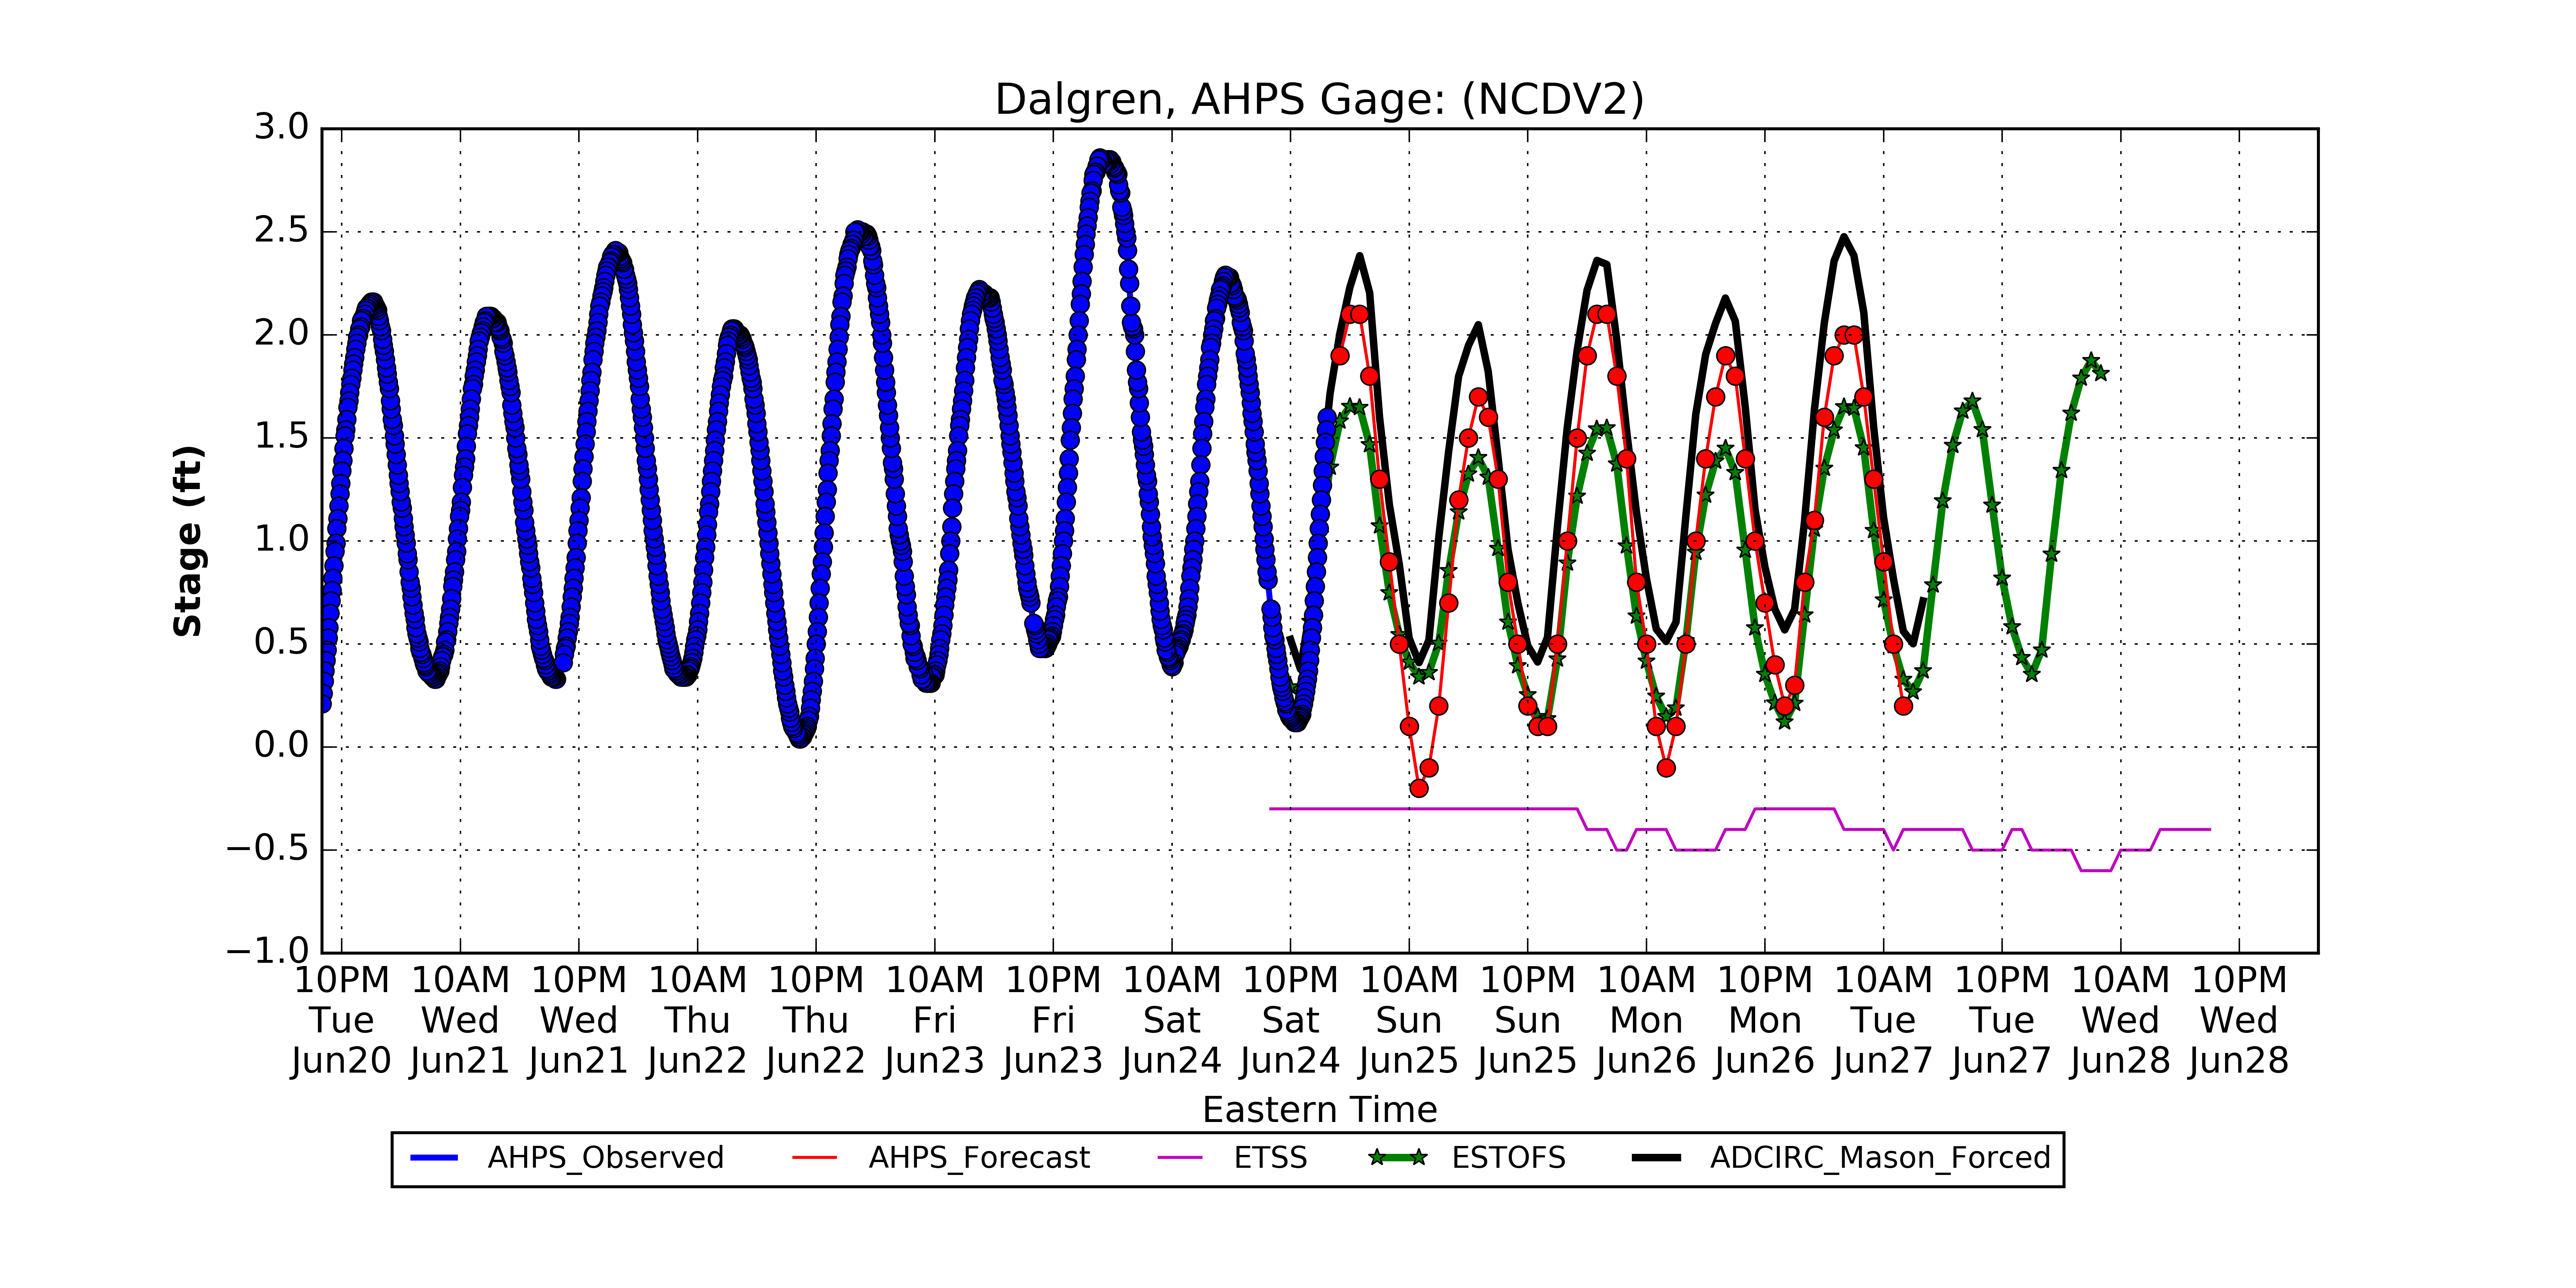 Dalgren, AHPS Gage: (NCDV2)
3.0
2.5
2.0
1.5
1.0
0.5
0.0
−0.5
−1.0
Stage (ft)
10PM 10AM 10PM 10AM 10PM 10AM 10PM 10AM 10PM 10AM 10PM 10AM 10PM 10AM 10PM 10AM 10PM
Tue Wed Wed Thu Thu Fri Fri Sat Sat Sun Sun Mon Mon Tue Tue Wed Wed
Jun20 Jun21 Jun21 Jun22 Jun22 Jun23 Jun23 Jun24 Jun24 Jun25 Jun25 Jun26 Jun26 Jun27 Jun27 Jun28 Jun28
Eastern Time
AHPS_Observed AHPS_Forecast ETSS ESTOFS ADCIRC_Mason_Forced